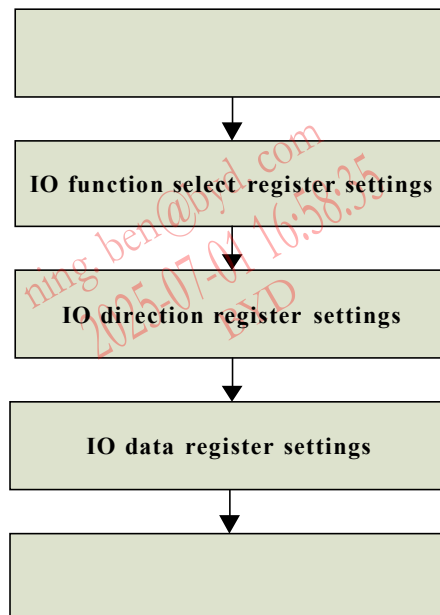 IO function select register settings
IO direction register settings
IO data register settings
ning.ben@byd.com
2025-07-01 16:58:35
BYD